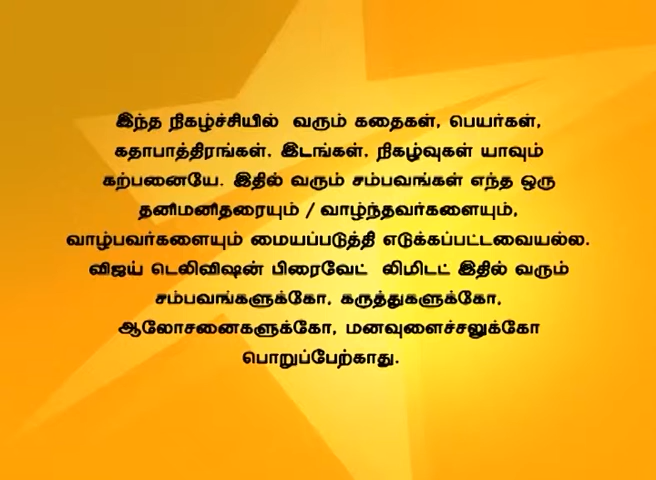 இந்த நிகழ்ச்சியில் வரும் கதைகள், பெயர்கள்,
கதாபாத்திரங்கள், இடங்கள், நிகழ்வுகள் யாவும்
கற்பனையே. இதில் வரும் சம்பவங்கள் எந்த ஒரு
தனிமனிதரையும் / வாழ்ந்தவர்களையும்,
வாழ்பவர்களையும் மையப்படுத்தி எடுக்கப்பட்டவையல்ல.
விஜய் டெலிவிஷன் பிரைவேட் லிமிடட் இதில் வரும்
சம்பவங்களுக்கோ, கருத்துகளுக்கோ,
ஆலோசனைகளுக்கோ, மனவுளைச்சலுக்கோ
பொறுப்பேற்காது.